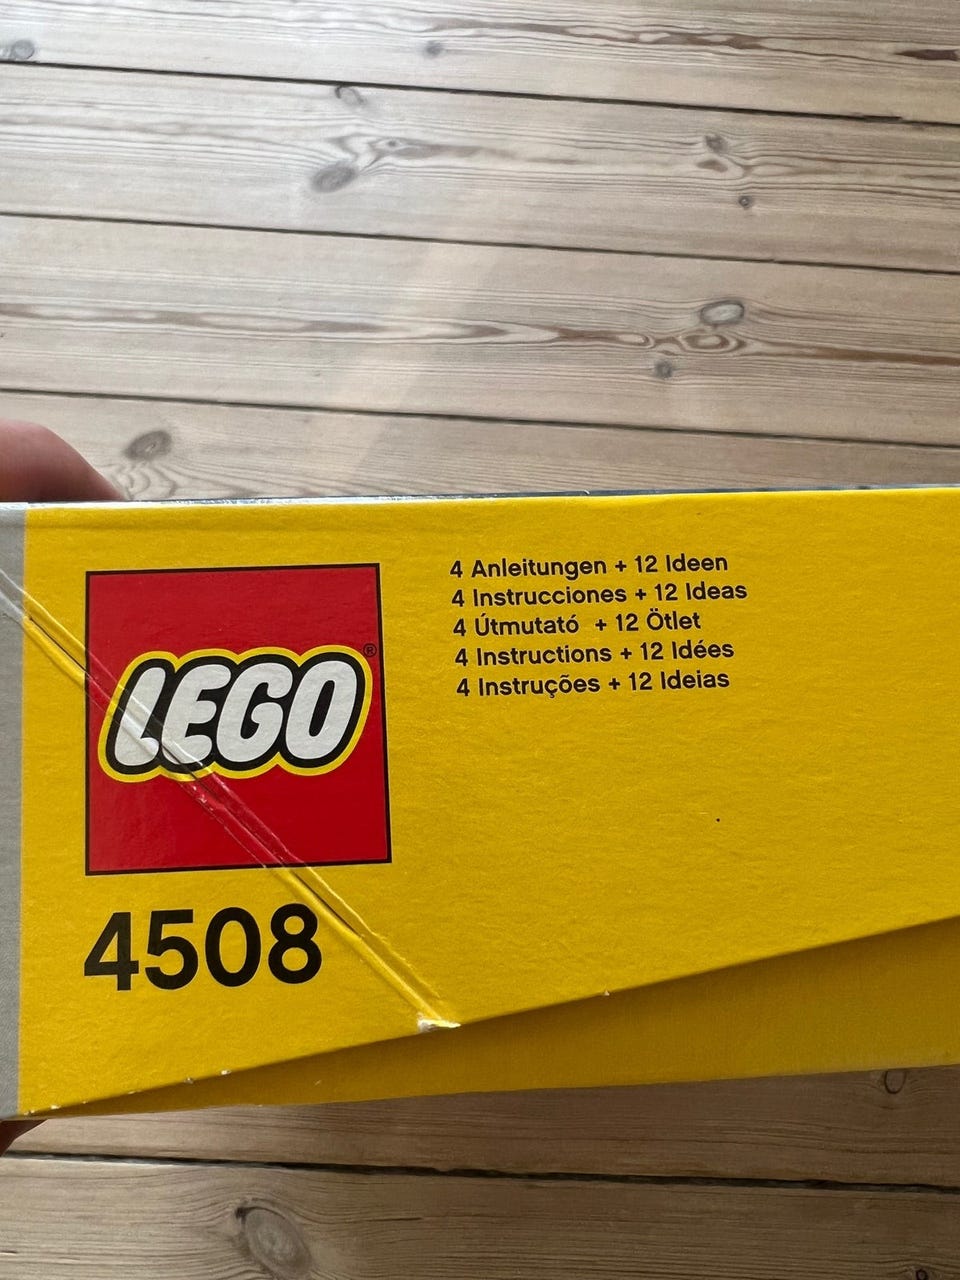 LEGO®
4508
4 Anleitungen + 12 Ideen
4 Instrucciones + 12 Ideas
4 Útmutató + 12 Ötlet
4 Instructions + 12 Idées
4 Instruções + 12 Ideias